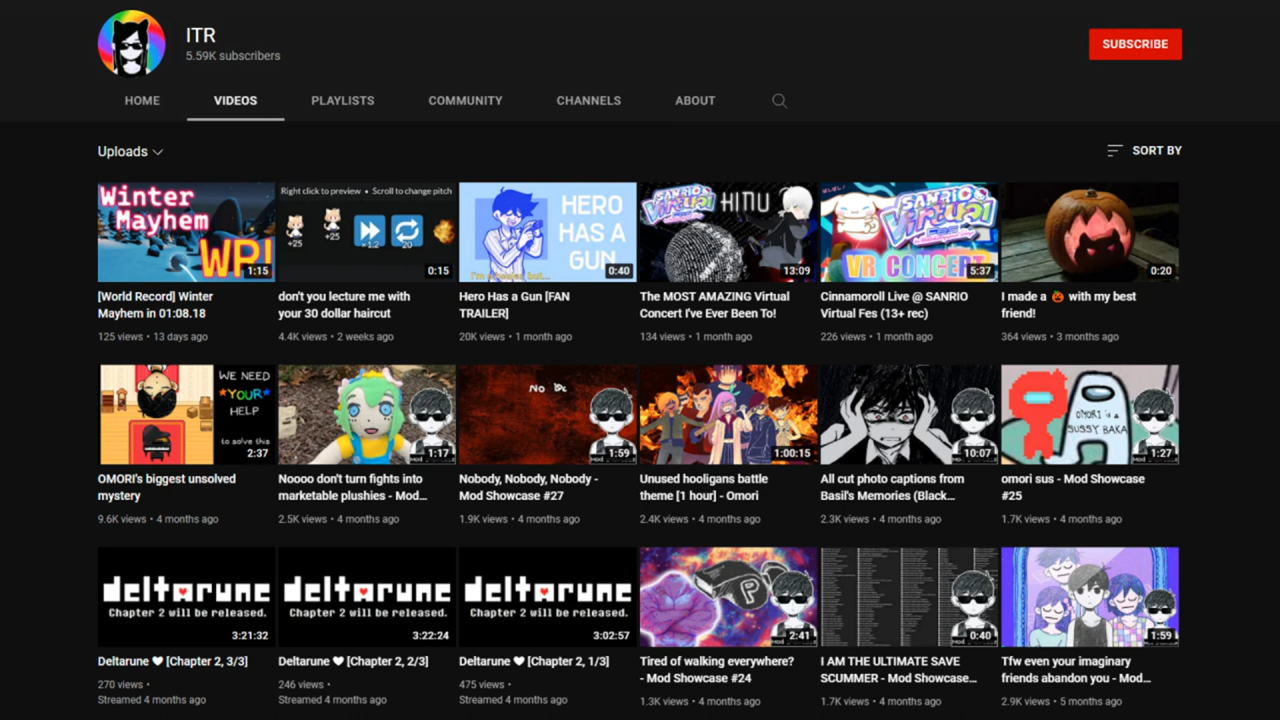 ITR
5.59K subscribers
SUBSCRIBE
HOME
VIDEOS
PLAYLISTS
COMMUNITY
CHANNELS
ABOUT
Uploads
SORT BY
Winter
Mayhem
WP!
1:15
[World Record] Winter
Mayhem in 01:08.18
125 views • 13 days ago
Right click to preview • Scroll to change pitch
+25
+25
+1.2
20
0:15
don't you lecture me with
your 30 dollar haircut
4.4K views • 2 weeks ago
HERO
HAS A
GUN
0:40
Hero Has a Gun [FAN
TRAILER]
20K views • 1 month ago
SANRIO
Virtual
HINU
13:09
The MOST AMAZING Virtual
Concert I've Ever Been To!
134 views • 1 month ago
SANRIO
Virtual
Fes
VR CONCERT
5:37
Cinnamoroll Live @ SANRIO
Virtual Fes (13+ rec)
226 views • 1 month ago
0:20
I made a 🎃 with my best
friend!
364 views • 3 months ago
WE NEED
*YOUR*
HELP
to solve this
2:37
OMORI's biggest unsolved
mystery
9.6K views • 4 months ago
Mod
1:17
Noooo don't turn fights into
marketable plushies - Mod...
2.5K views • 4 months ago
No
Mod
1:59
Nobody, Nobody, Nobody -
Mod Showcase #27
1.9K views • 4 months ago
1:00:15
Unused hooligans battle
theme [1 hour] - Omori
2.4K views • 4 months ago
Mod
10:07
All cut photo captions from
Basil's Memories (Black...
2.3K views • 4 months ago
OMORI is a
SUSSY BAKA
Mod
1:27
omori sus - Mod Showcase
#25
1.7K views • 4 months ago
deltarune
Chapter 2 will be released.
3:21:32
Deltarune ❤ [Chapter 2, 3/3]
270 views •
Streamed 4 months ago
deltarune
Chapter 2 will be released.
3:22:24
Deltarune ❤ [Chapter 2, 2/3]
246 views •
Streamed 4 months ago
deltarune
Chapter 2 will be released.
3:02:57
Deltarune ❤ [Chapter 2, 1/3]
475 views •
Streamed 4 months ago
P
Mod
2:41
Tired of walking everywhere?
- Mod Showcase #24
1.3K views • 4 months ago
Mod
0:40
I AM THE ULTIMATE SAVE
SCUMMER - Mod Showcase...
1.7K views • 4 months ago
Mod
1:59
Tfw even your imaginary
friends abandon you - Mod...
2.9K views • 5 months ago